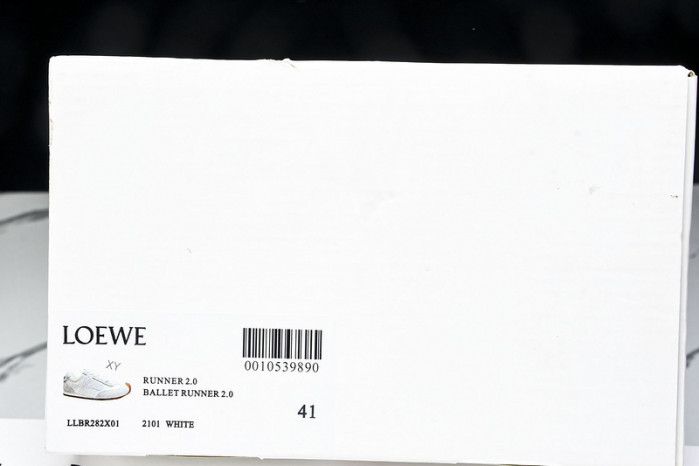 LOEWE
0010539890
XY
RUNNER 2.0
BALLET RUNNER 2.0
41
LLBR282X01 2101 WHITE